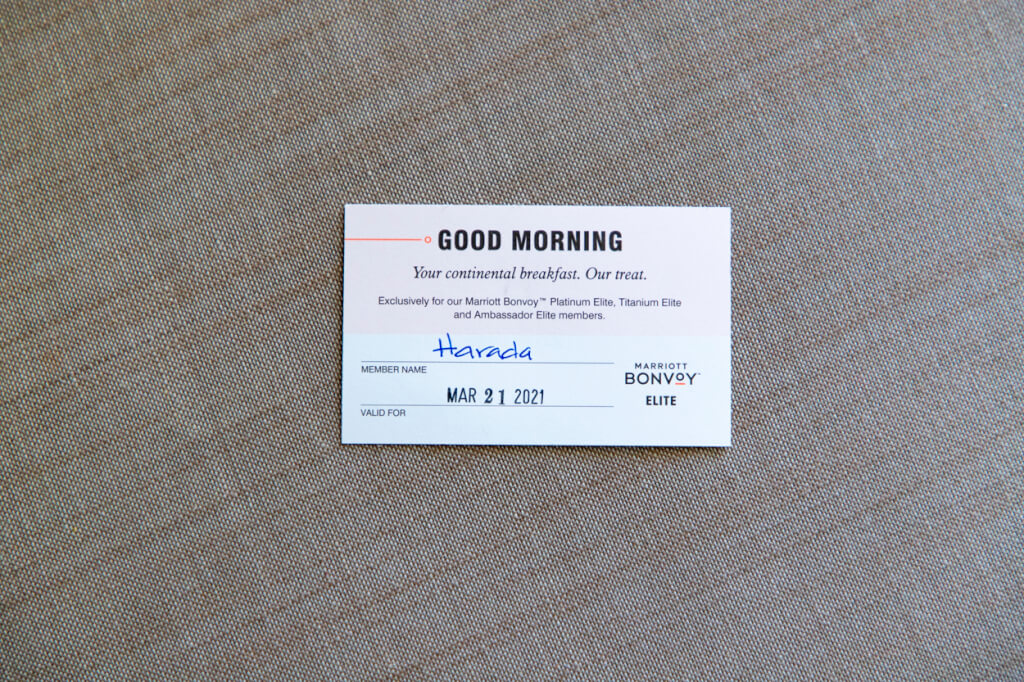 GOOD MORNING
Your continental breakfast. Our treat.
Exclusively for our Marriott Bonvoy™ Platinum Elite, Titanium Elite
and Ambassador Elite members.
Harada
MEMBER NAME
MAR 21 2021
VALID FOR
MARRIOTT
BONVOY™
ELITE